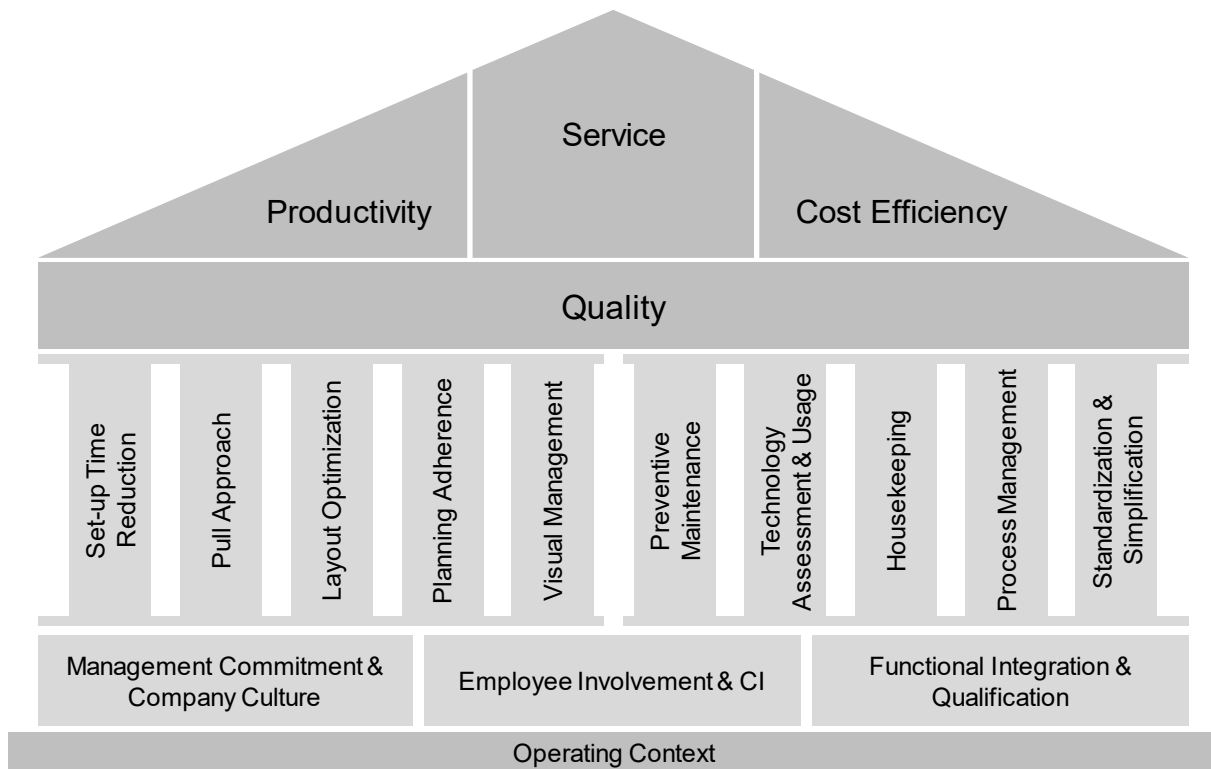 Service
Productivity
Cost Efficiency
Quality
Set-up Time
Reduction
Pull Approach
Layout Optimization
Planning Adherence
Visual Management
Preventive
Maintenance
Technology
Assessment & Usage
Housekeeping
Process Management
Standardization &
Simplification
Management Commitment &
Company Culture
Employee Involvement & CI
Functional Integration &
Qualification
Operating Context